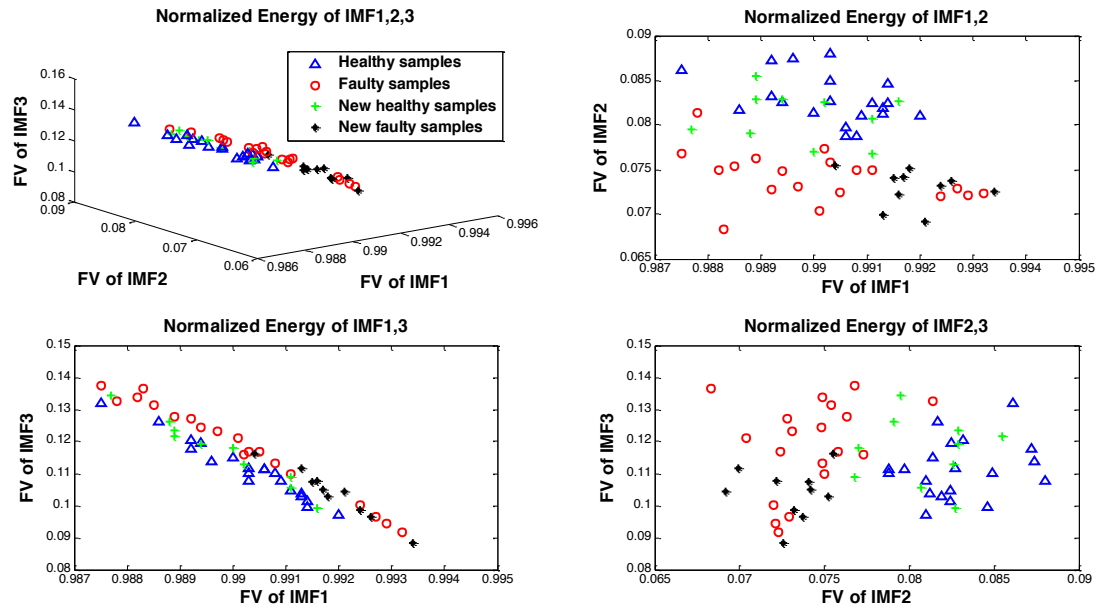 Normalized Energy of IMF1,2,3
FV of IMF3
0.16
0.14
0.12
0.1
0.08
0.09
0.08
0.07
0.06
FV of IMF2
0.986
0.988
0.99
0.992
0.994
0.996
FV of IMF1
Healthy samples
Faulty samples
New healthy samples
New faulty samples
Normalized Energy of IMF1,2
FV of IMF2
0.09
0.085
0.08
0.075
0.07
0.065
0.987 0.988 0.989 0.99 0.991 0.992 0.993 0.994 0.995
FV of IMF1
Normalized Energy of IMF1,3
FV of IMF3
0.15
0.14
0.13
0.12
0.11
0.1
0.09
0.08
0.987 0.988 0.989 0.99 0.991 0.992 0.993 0.994 0.995
FV of IMF1
Normalized Energy of IMF2,3
FV of IMF3
0.15
0.14
0.13
0.12
0.11
0.1
0.09
0.08
0.065 0.07 0.075 0.08 0.085 0.09
FV of IMF2